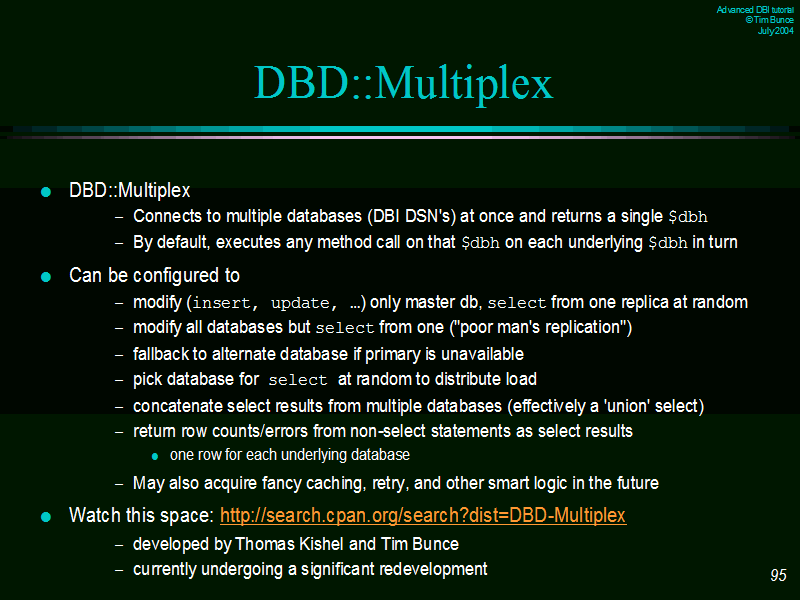 Advanced DBI tutorial
© Tim Bunce
July 2004
DBD::Multiplex
● DBD::Multiplex
– Connects to multiple databases (DBI DSN's) at once and returns a single $dbh
– By default, executes any method call on that $dbh on each underlying $dbh in turn
● Can be configured to
– modify (insert, update, …) only master db, select from one replica at random
– modify all databases but select from one ("poor man's replication")
– fallback to alternate database if primary is unavailable
– pick database for select at random to distribute load
– concatenate select results from multiple databases (effectively a 'union' select)
– return row counts/errors from non-select statements as select results
● one row for each underlying database
– May also acquire fancy caching, retry, and other smart logic in the future
● Watch this space: http://search.cpan.org/search?dist=DBD-Multiplex
– developed by Thomas Kishel and Tim Bunce
– currently undergoing a significant redevelopment
95